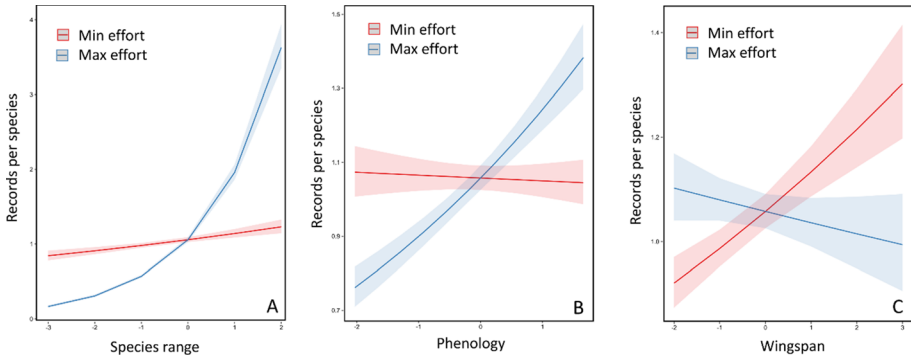 4
3
2
1
0
Records per species
Min effort
Max effort
A
-3
-2
-1
0
1
2
Species range
1.5
1.3
1.1
0.9
0.7
Records per species
Min effort
Max effort
B
-2
-1
0
1
Phenology
1.4
1.2
1.0
Records per species
Min effort
Max effort
C
-2
-1
0
1
2
3
Wingspan